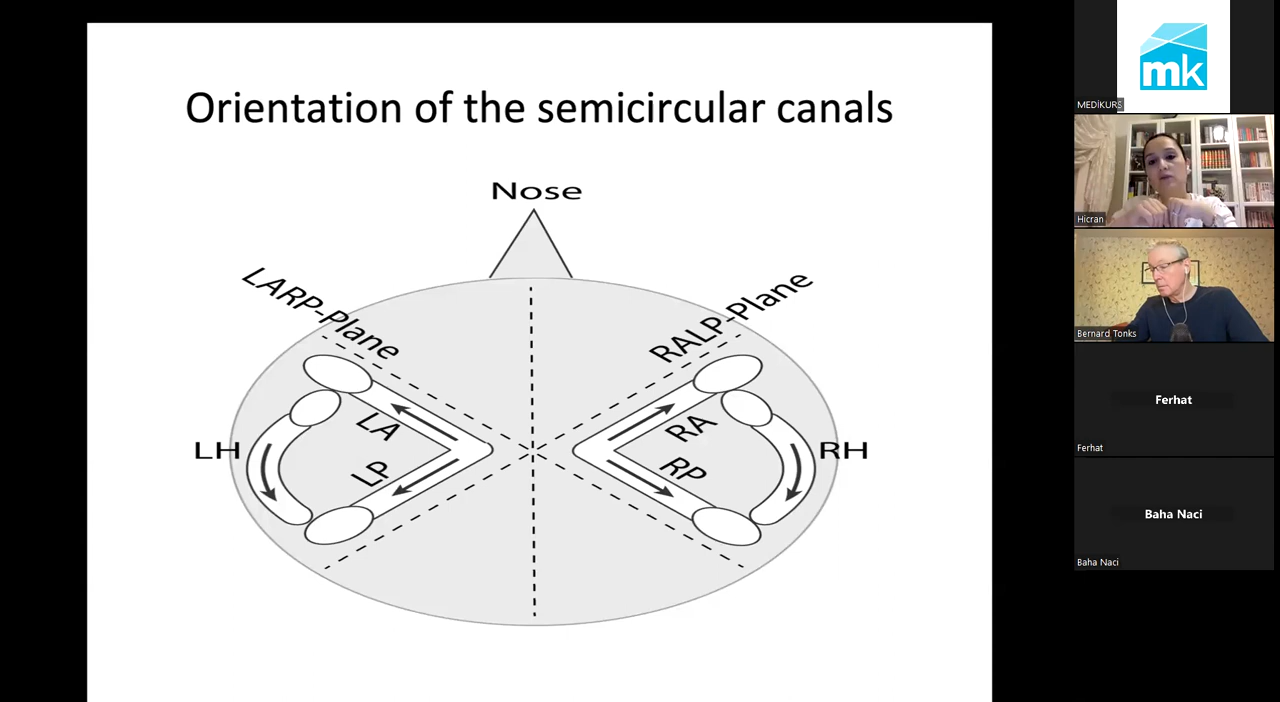 Orientation of the semicircular canals
Nose
LARP-Plane
RALP-Plane
LA
RA
LH
RH
LP
RP
mk
MEDİKURS
Hicran
Bernard Tonks
Ferhat
Ferhat
Baha Naci
Baha Naci